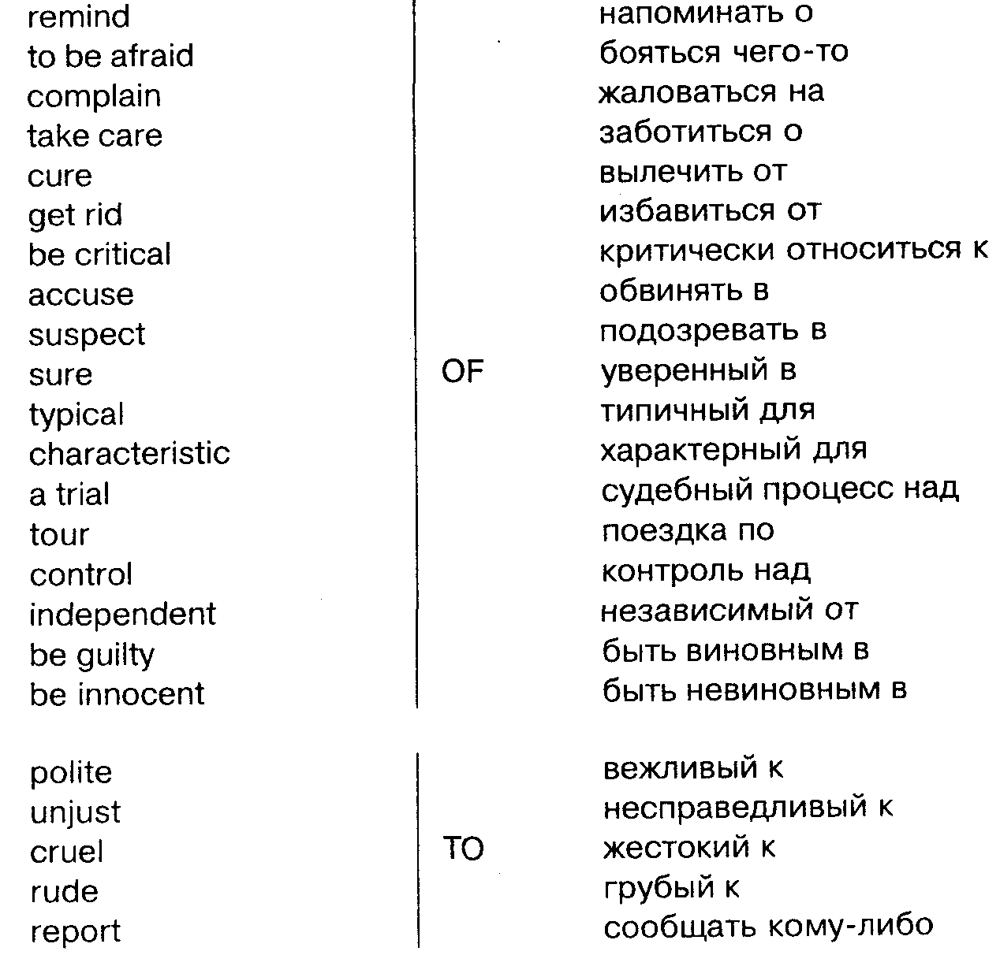 remind напоминать о
to be afraid бояться чего-то
complain жаловаться на
take care заботиться о
cure вылечить от
get rid избавиться от
be critical критически относиться к
accuse обвинять в
suspect подозревать в
sure OF уверенный в
typical типичный для
characteristic характерный для
a trial судебный процесс над
tour поездка по
control контроль над
independent независимый от
be guilty быть виновным в
be innocent быть невиновным в
polite вежливый к
unjust несправедливый к
cruel TO жестокий к
rude грубый к
report сообщать кому-либо